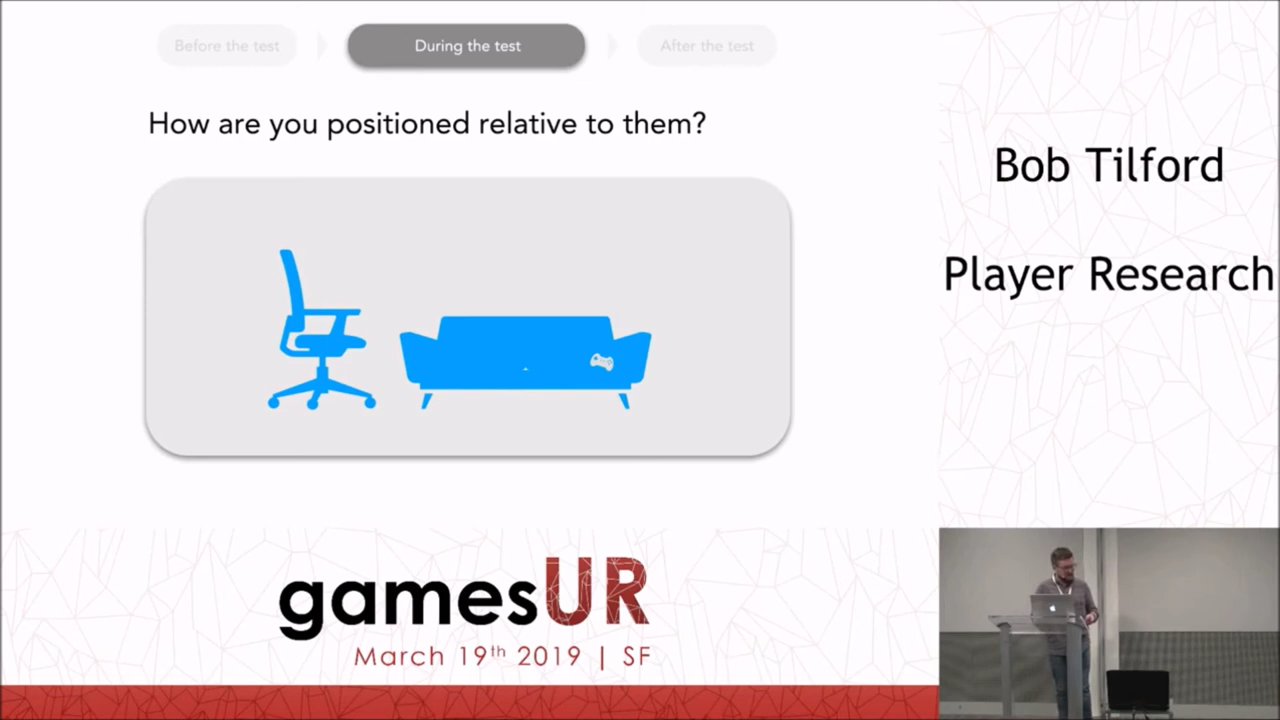 Before the test
During the test
After the test
How are you positioned relative to them?
Bob Tilford
Player Research
gamesUR
March 19th 2019 | SF